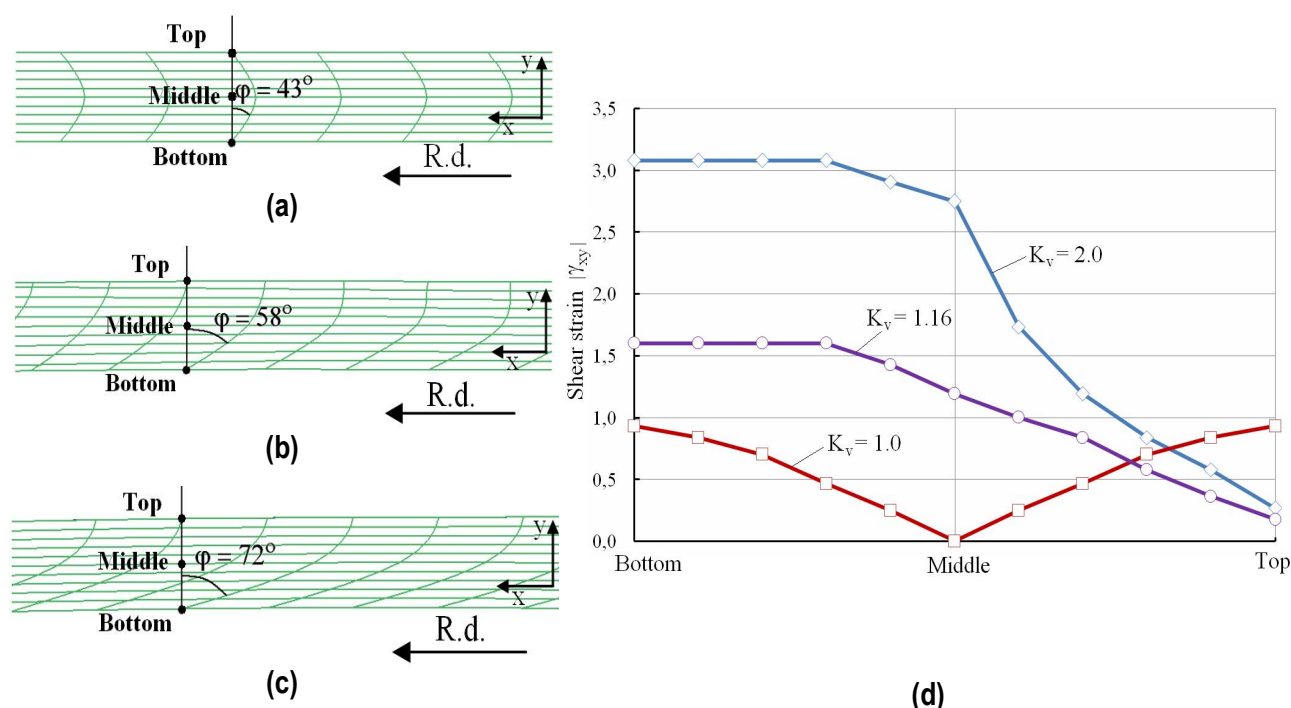 Top
Middle
φ = 43°
Bottom
y
x
R.d.
(a)
Top
Middle
φ = 58°
Bottom
y
x
R.d.
(b)
Top
Middle
φ = 72°
Bottom
y
x
R.d.
(c)
Shear strain |γxy|
3,5
3,0
2,5
2,0
1,5
1,0
0,5
0,0
Kv = 2.0
Kv = 1.16
Kv = 1.0
Bottom
Middle
Top
(d)